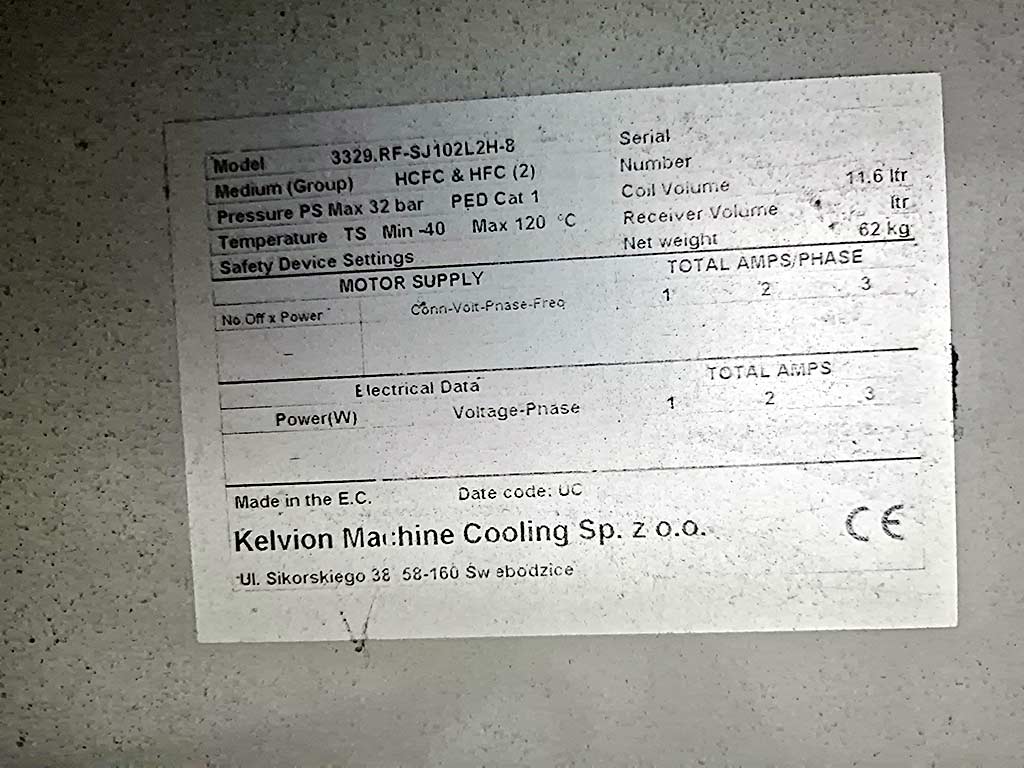 Model 3329.RF-SJ102L2H-8
Medium (Group) HCFC & HFC (2)
Pressure PS Max 32 bar PED Cat 1
Temperature TS Min -40 Max 120 °C
Safety Device Settings
Serial
Number
Coil Volume 11.6 ltr
Receiver Volume ltr
Net weight 62 kg
MOTOR SUPPLY TOTAL AMPS/PHASE
No.Off x Power Conn-Volt-Phase-Freq 1 2 3
–
Electrical Data TOTAL AMPS
Power(W) Voltage-Phase 1 2 3
–
Made in the E.C. Date code: UC
Kelvion Machine Cooling Sp. z o.o. CE
Ul. Sikorskiego 38 58-160 Świebodzice